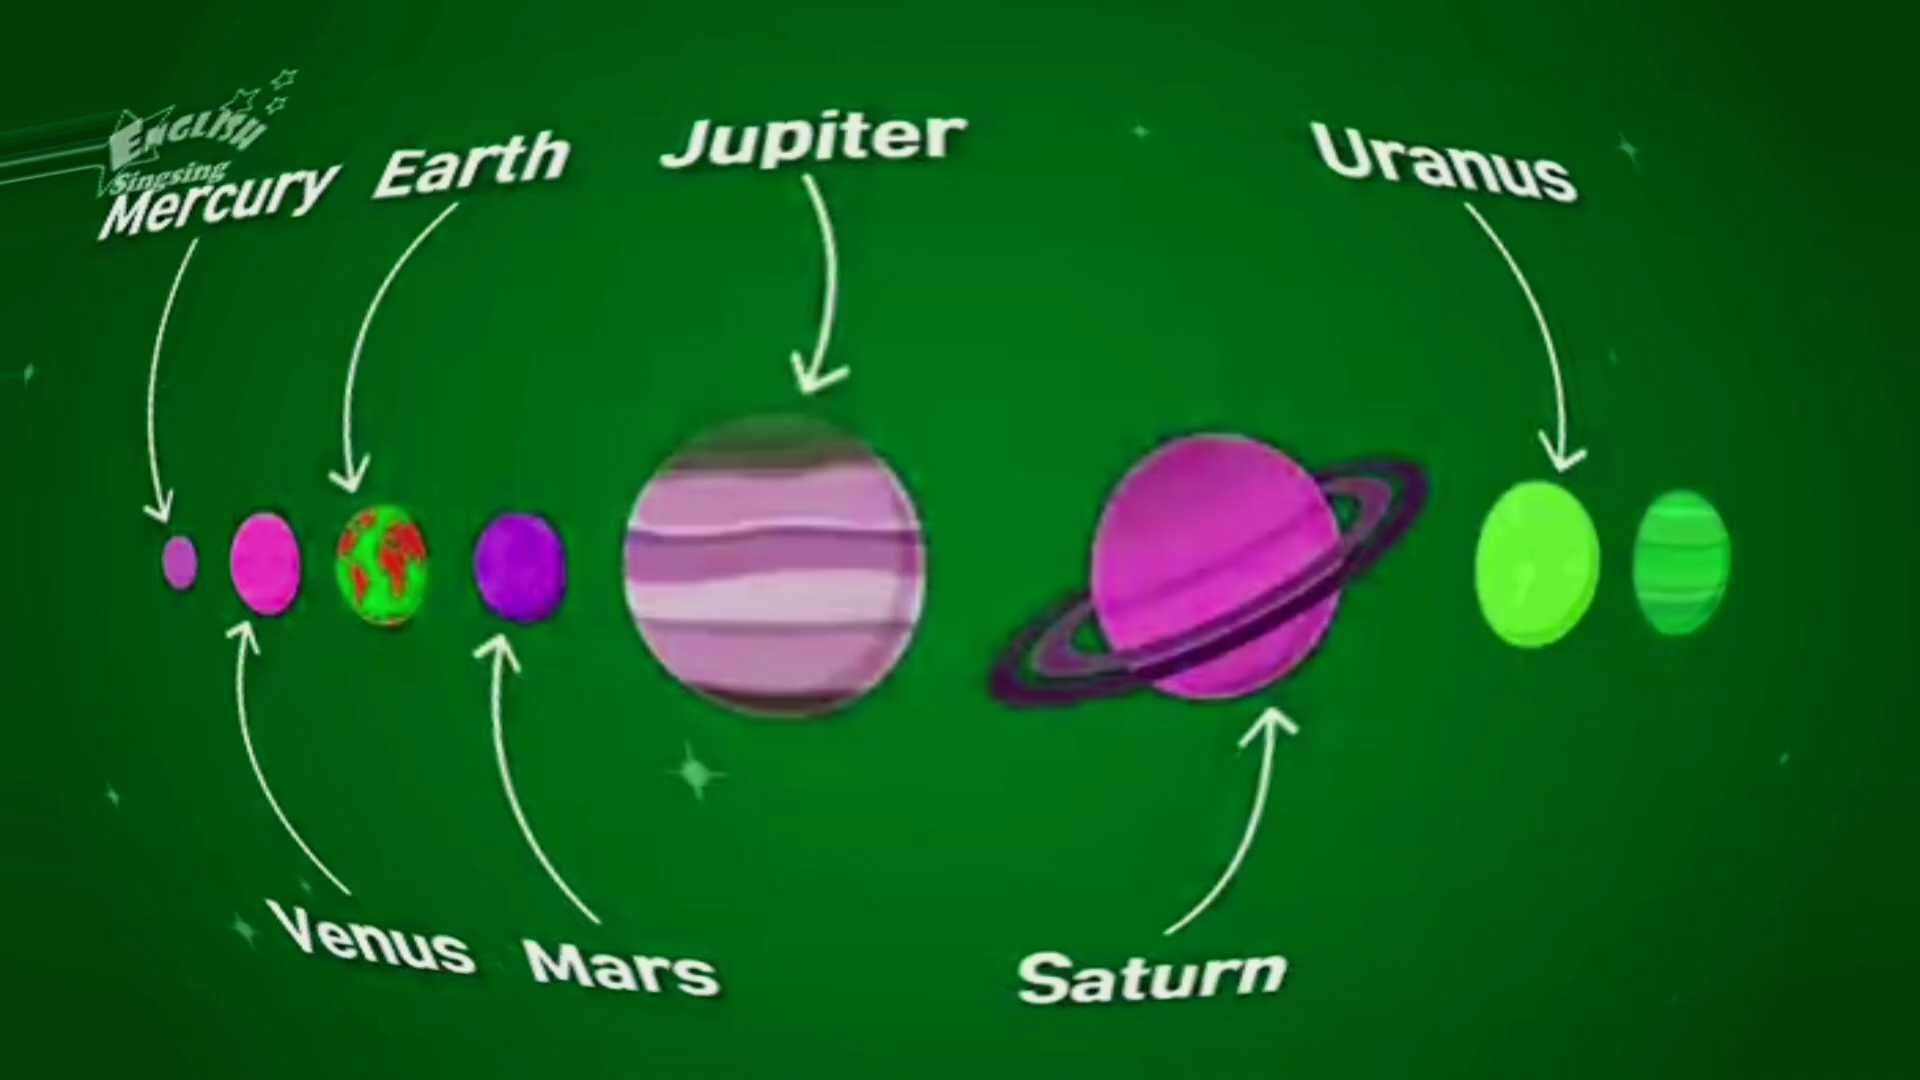 ENGLISH
Singsing
Mercury
Earth
Jupiter
Uranus
Venus
Mars
Saturn